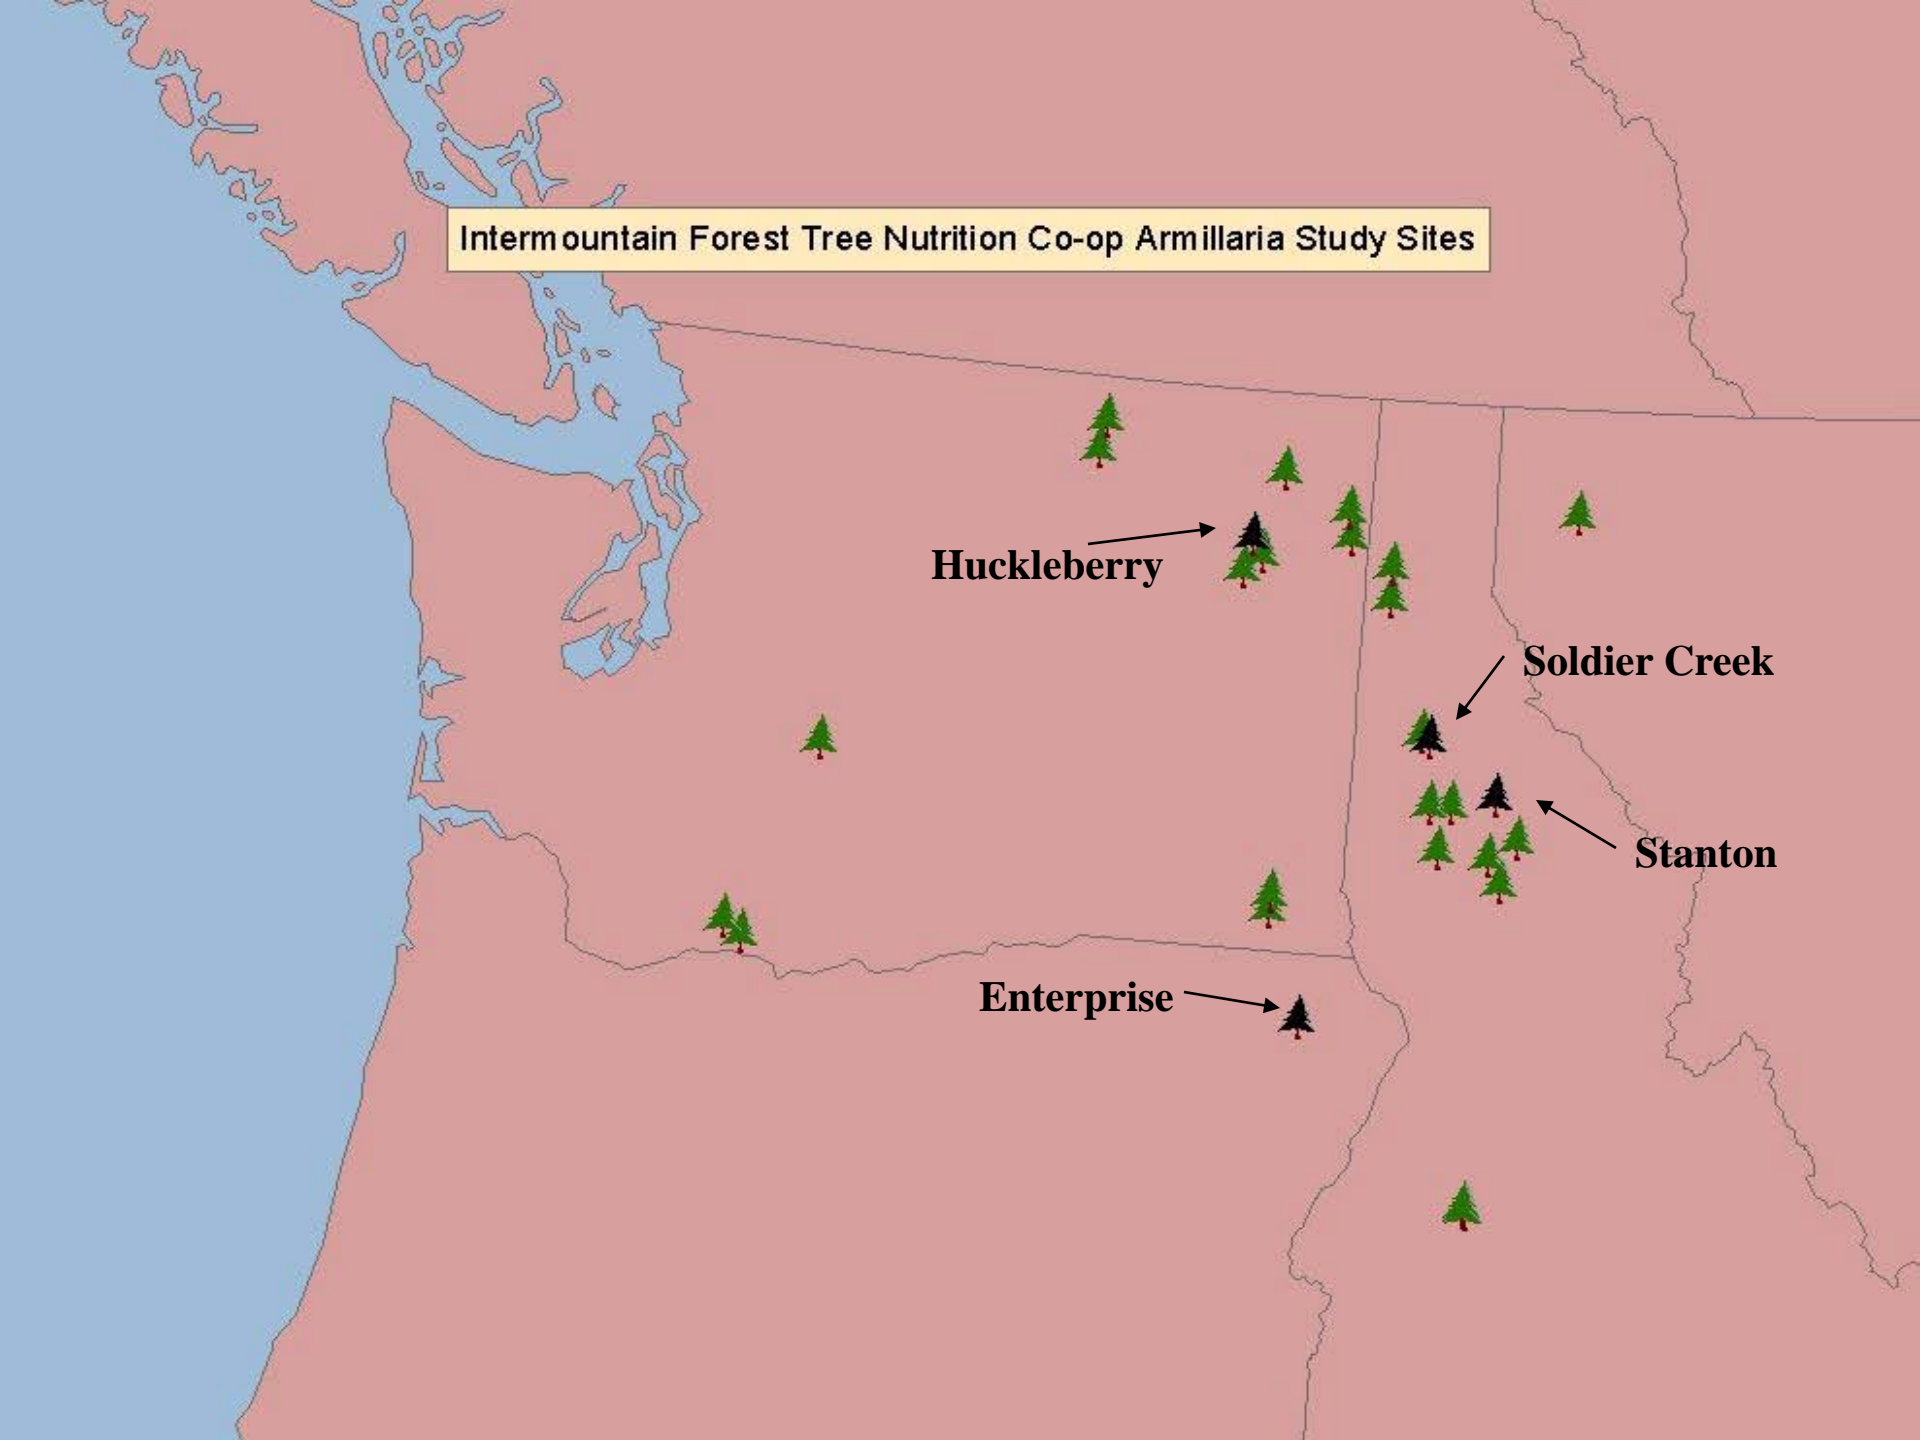 Intermountain Forest Tree Nutrition Co-op Armillaria Study Sites
Huckleberry
Soldier Creek
Stanton
Enterprise